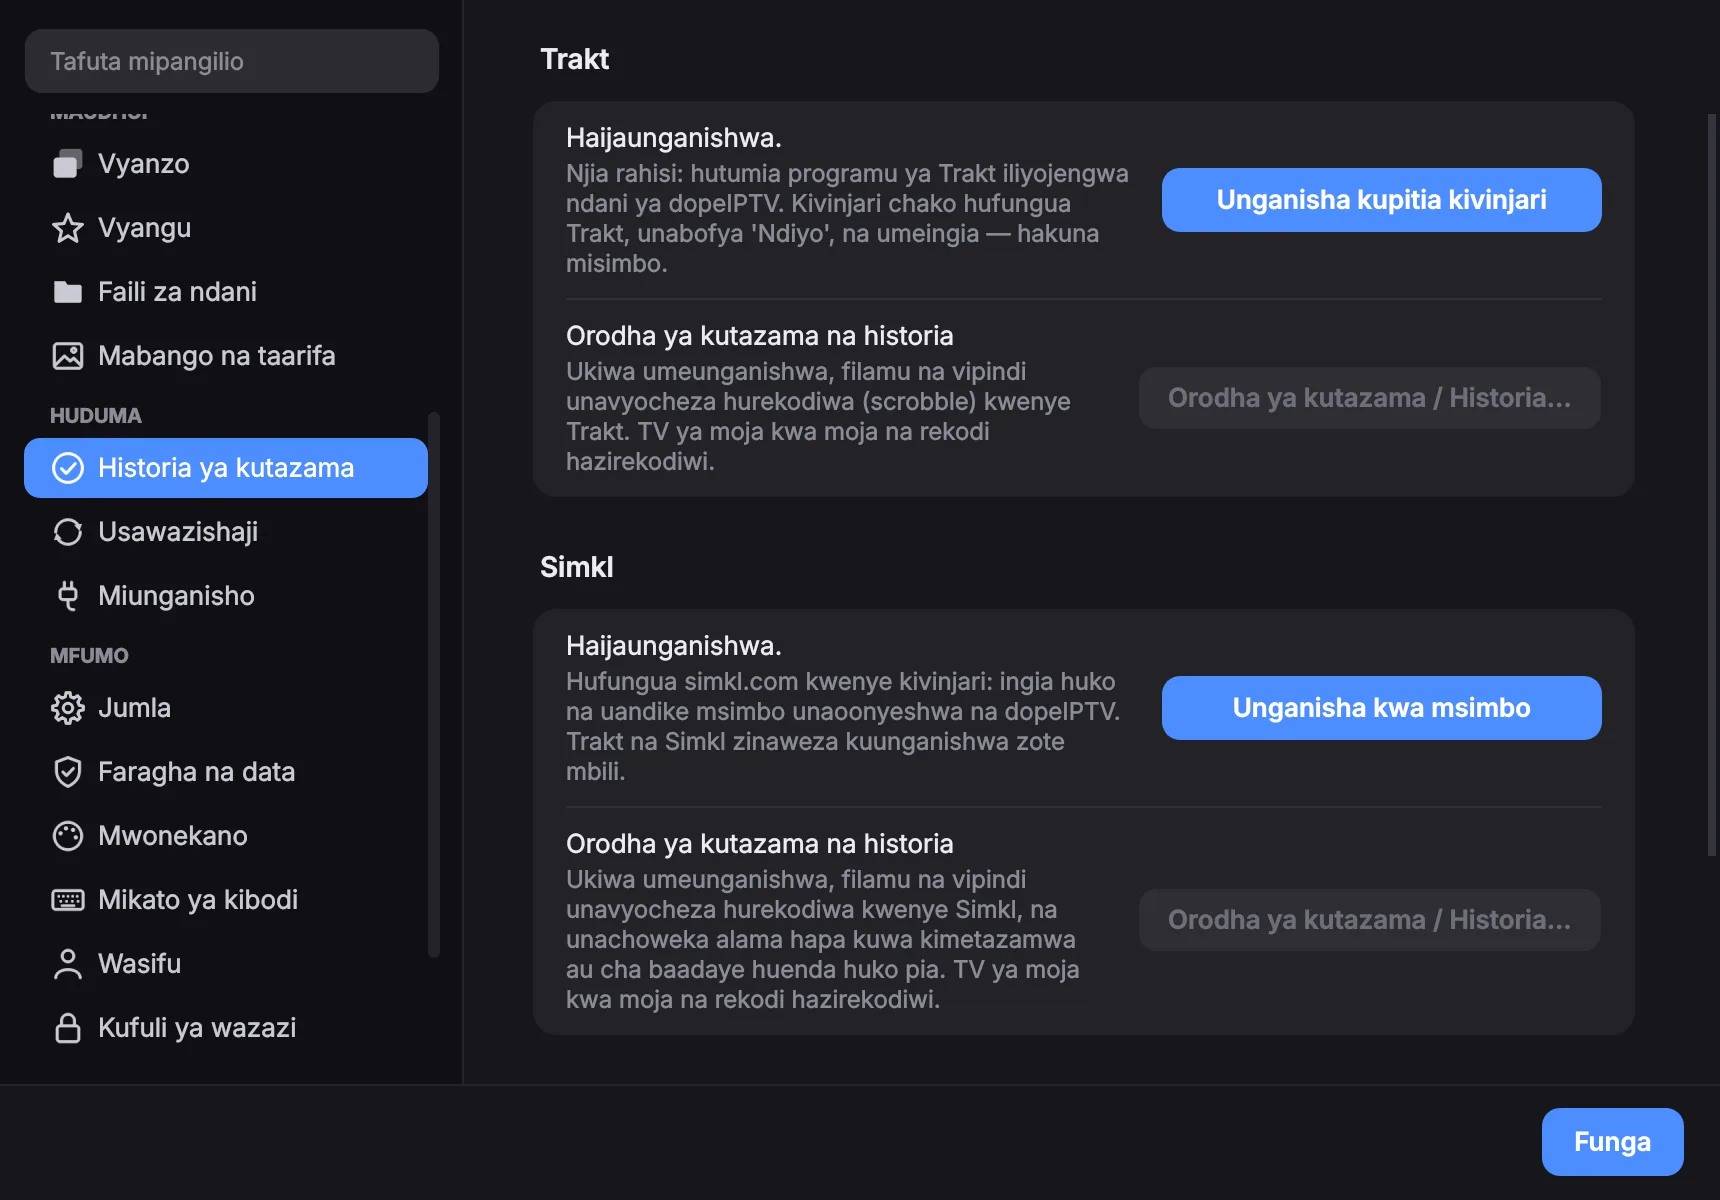 Tafuta mipangilio
Vyanzo
Vyangu
Faili za ndani
Mabango na taarifa
HUDUMA
Historia ya kutazama
Usawazishaji
Miunganisho
MFUMO
Jumla
Faragha na data
Mwonekano
Mikato ya kibodi
Wasifu
Kufuli ya wazazi
Trakt
Haijaunganishwa.
Njia rahisi: hutumia programu ya Trakt iliyojengwa
ndani ya dopeIPTV. Kivinjari chako hufungua
Trakt, unabofya 'Ndiyo', na umeingia — hakuna
misimbo.
Unganisha kupitia kivinjari
Orodha ya kutazama na historia
Ukiwa umeunganishwa, filamu na vipindi
unavyocheza hurekodiwa (scrobble) kwenye
Trakt. TV ya moja kwa moja na rekodi
hazirekodiwi.
Orodha ya kutazama / Historia...
Simkl
Haijaunganishwa.
Hufungua simkl.com kwenye kivinjari: ingia huko
na uandike msimbo unaoonyeshwa na dopeIPTV.
Trakt na Simkl zinaweza kuunganishwa zote
mbili.
Unganisha kwa msimbo
Orodha ya kutazama na historia
Ukiwa umeunganishwa, filamu na vipindi
unavyocheza hurekodiwa kwenye Simkl, na
unachoweka alama hapa kuwa kimetazamwa
au cha baadaye huenda huko pia. TV ya moja
kwa moja na rekodi hazirekodiwi.
Orodha ya kutazama / Historia...
Funga